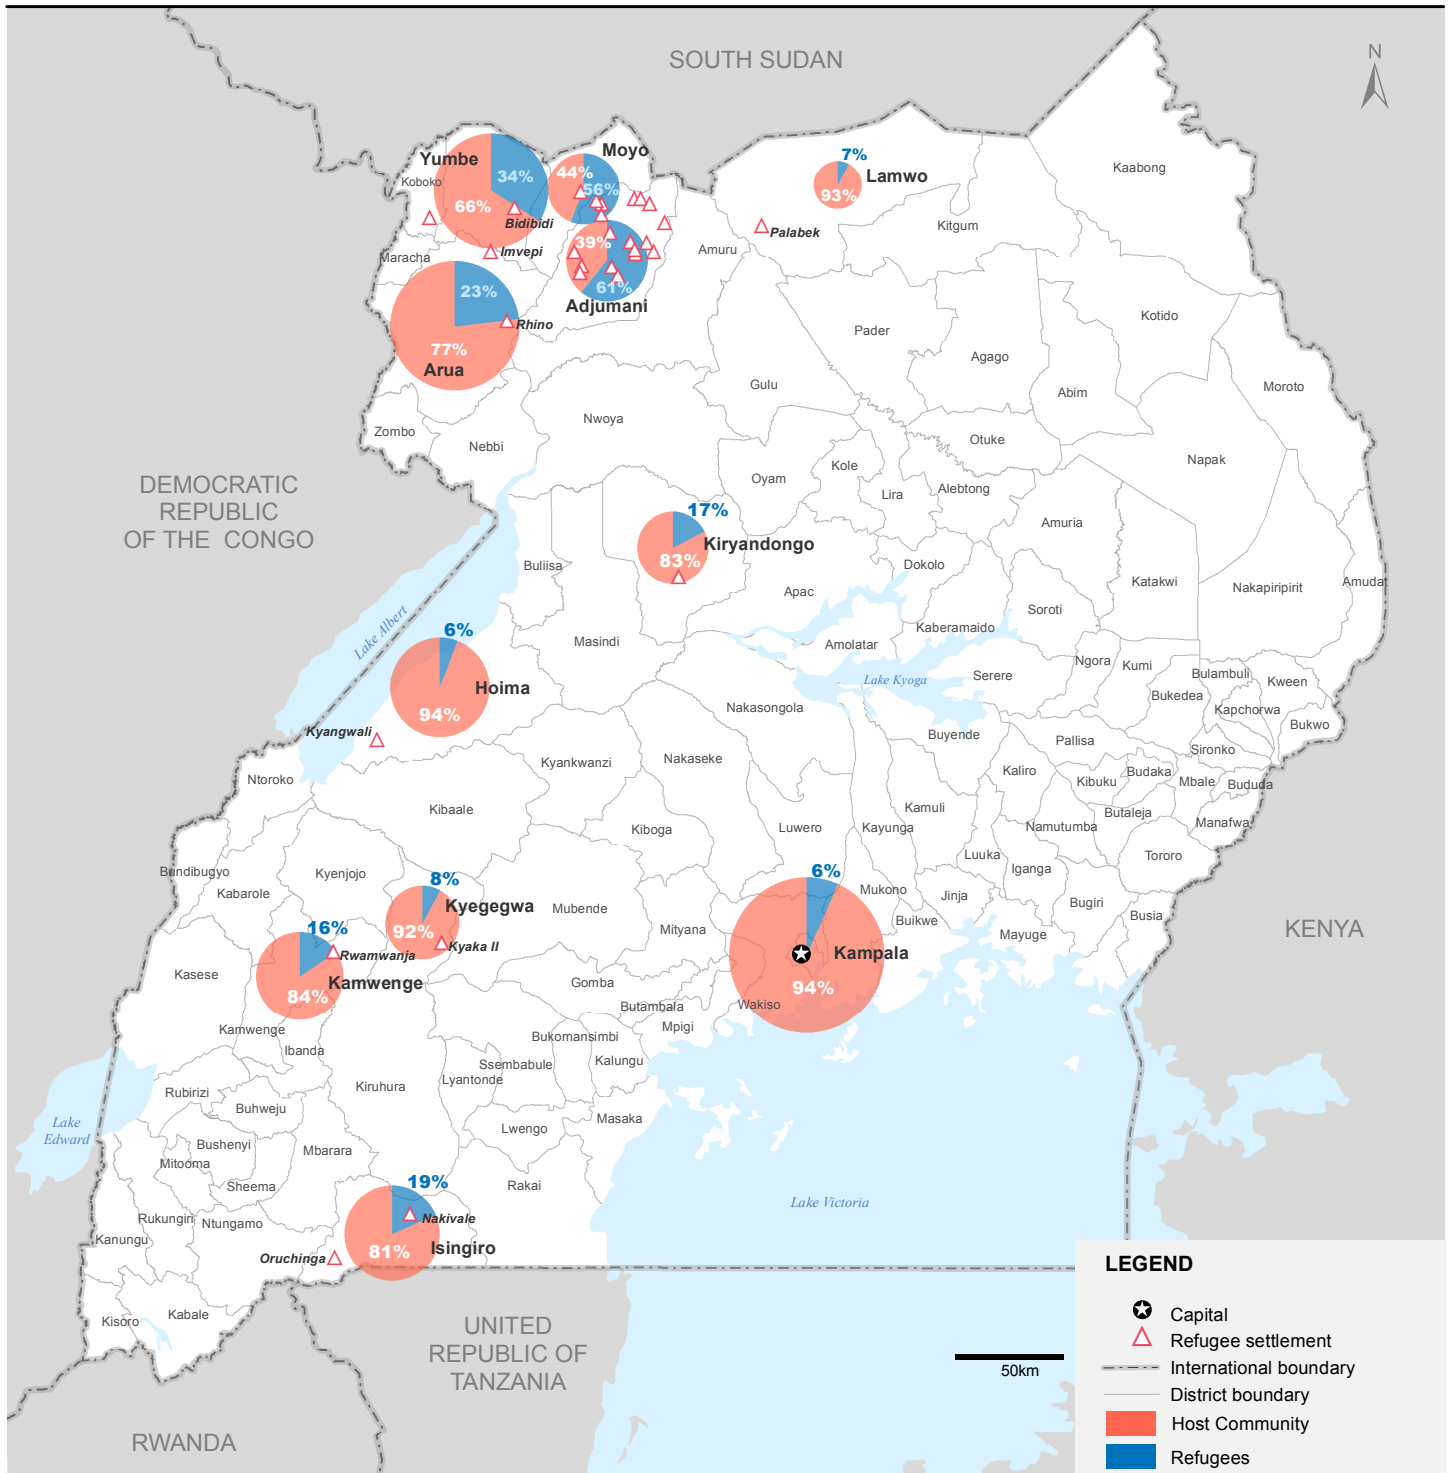 SOUTH SUDAN
N
Yumbe
Koboko
34%
66%
Bidibidi
Imvepi
Maracha
Moyo
44%
56%
39%
61%
Adjumani
7%
Lamwo
93%
Palabek
Kaabong
Kitgum
Amuru
23%
Rhino
77%
Arua
Kotido
Pader
Agago
Abim
Moroto
Gulu
Nwoya
Zombo
Nebbi
Otuke
Napak
Kole
Oyam
Lira
Alebtong
DEMOCRATIC
REPUBLIC
OF THE CONGO
17%
Kiryandongo
83%
Amuria
Buliisa
Dokolo
Apac
Katakwi
Nakapiripirit
Amudat
Soroti
Kaberamaido
Lake Albert
6%
Masindi
Amolatar
Ngora
Kumi
Bulambuli
Kween
Serere
Lake Kyoga
Hoima
94%
Bukedea
Kapchorwa
Bukwo
Nakasongola
Kyangwali
Buyende
Pallisa
Sironko
Kyankwanzi
Nakaseke
Ntoroko
Kaliro
Kibuku
Budaka
Mbale
Bududa
Kibaale
Kamuli
Butaleja
Manafwa
Kiboga
Luwero
Kayunga
Namutumba
Luuka
Iganga
Tororo
Bundibugyo
Kyenjojo
Kabarole
8%
Kyegegwa
92%
Kyaka II
Mubende
Mityana
6%
Mukono
Jinja
Buikwe
Bugiri
Busia
Mayuge
KENYA
16%
Rwamwanja
Kamwenge
84%
Kasese
Kampala
94%
Wakiso
Gomba
Butambala
Mpigi
Kamwenge
Ibanda
Bukomansimbi
Ssembabule
Kalungu
Lyantonde
Kiruhura
Rubirizi
Buhweju
Masaka
Lwengo
Lake
Edward
Bushenyi
Mitooma
Mbarara
Sheema
Rakai
Lake Victoria
19%
Nakivale
81%
Isingiro
Rukungiri
Ntungamo
Kanungu
Oruchinga
Kabale
Kisoro
UNITED
REPUBLIC OF
TANZANIA
RWANDA
50km
LEGEND
Capital
Refugee settlement
International boundary
District boundary
Host Community
Refugees